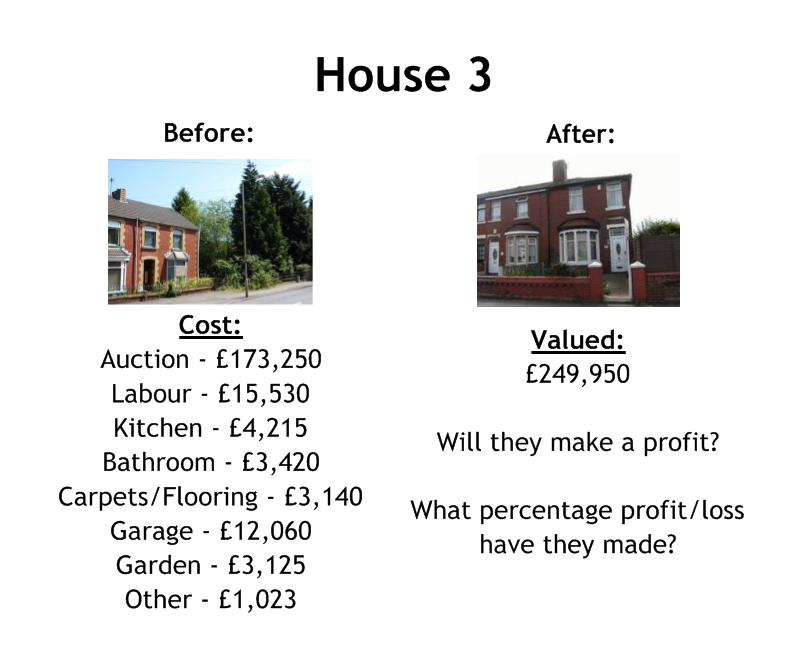 House 3
Before:
Cost:
Auction - £173,250
Labour - £15,530
Kitchen - £4,215
Bathroom - £3,420
Carpets/Flooring - £3,140
Garage - £12,060
Garden - £3,125
Other - £1,023
After:
Valued:
£249,950
Will they make a profit?
What percentage profit/loss
have they made?